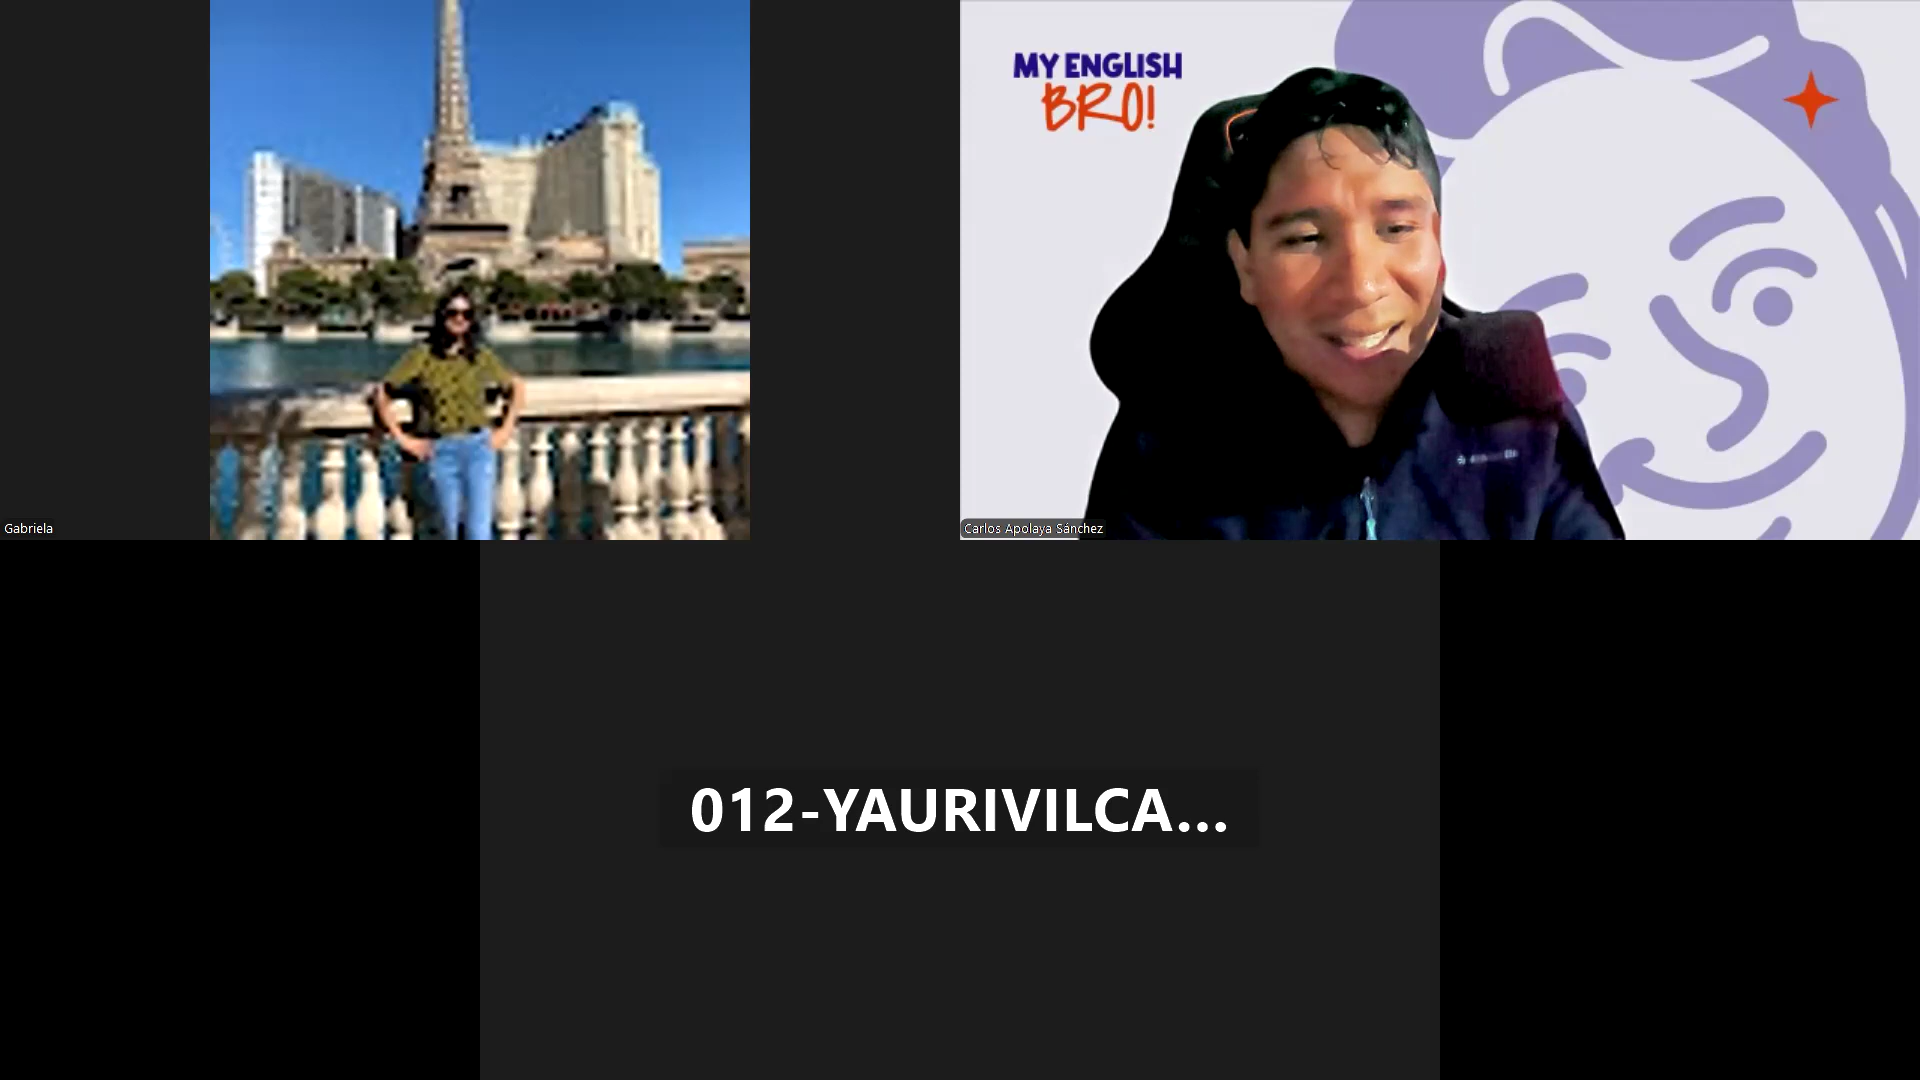 MY ENGLISH
BRO!
Gabriela
Carlos Apolaya Sánchez
012-YAURIVILCA...